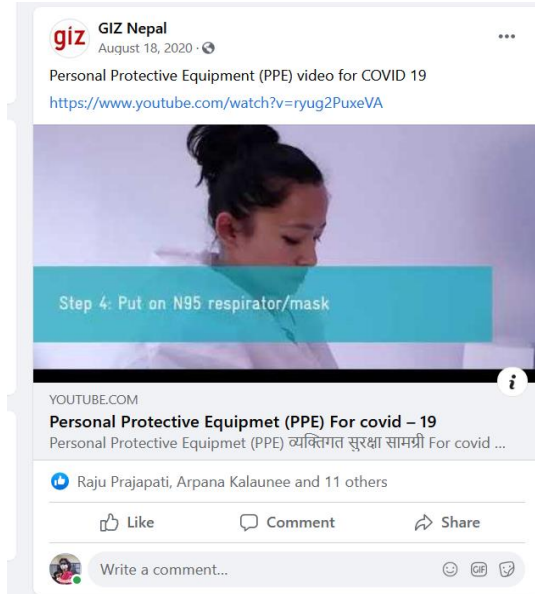 giz
GIZ Nepal
August 18, 2020 ·
Personal Protective Equipment (PPE) video for COVID 19
https://www.youtube.com/watch?v=ryug2PuxeVA
Step 4: Put on N95 respirator/mask
i
YOUTUBE.COM
Personal Protective Equipmet (PPE) For covid – 19
Personal Protective Equipmet (PPE) व्यक्तिगत सुरक्षा सामग्री For covid ...
Raju Prajapati, Arpana Kalaunee and 11 others
Like Comment Share
Write a comment...
GIF